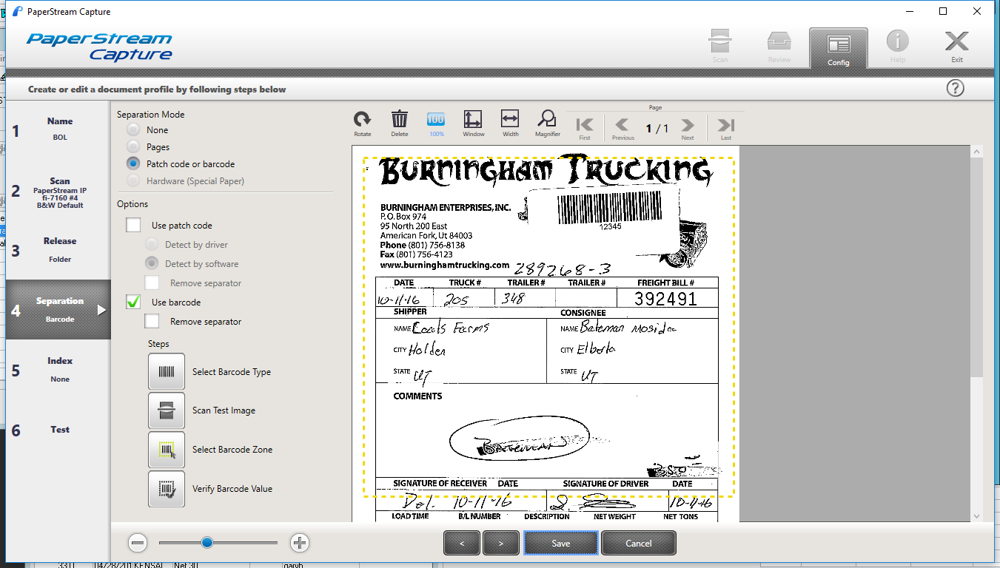 PaperStream Capture
PaperStream
Capture
Scan
Review
Config
Help
Exit
Create or edit a document profile by following steps below
1 Name
BOL
2 Scan
PaperStream IP
fi-7160 #4
B&W Default
3 Release
Folder
4 Separation
Barcode
5 Index
None
6 Test
Separation Mode
None
Pages
Patch code or barcode
Hardware (Special Paper)
Options
Use patch code
Detect by driver
Detect by software
Remove separator
Use barcode
Remove separator
Steps
Select Barcode Type
Scan Test Image
Select Barcode Zone
Verify Barcode Value
Rotate
Delete
100
100%
Window
Width
Magnifier
Page
First
Previous
1 / 1
Next
Last
BURNINGHAM TRUCKING
BURNINGHAM ENTERPRISES, INC.
P.O. Box 974
95 North 200 East
American Fork, Ut 84003
Phone (801) 756-8138
Fax (801) 756-4123
www.burninghamtrucking.com
12345
289268-3
DATE TRUCK # TRAILER # TRAILER # FREIGHT BILL #
10-11-16 205 348 392491
SHIPPER CONSIGNEE
NAME Farms NAME Bateman
CITY Holden CITY Elberta
STATE UT STATE UT
COMMENTS
BATEMAN
SIGNATURE OF RECEIVER DATE SIGNATURE OF DRIVER DATE
Del. 10-11-16 10-11-16
LOAD TIME B/L NUMBER DESCRIPTION NET WEIGHT NET TONS
< > Save Cancel
04/28/201 KENSAL Net 30 garyh